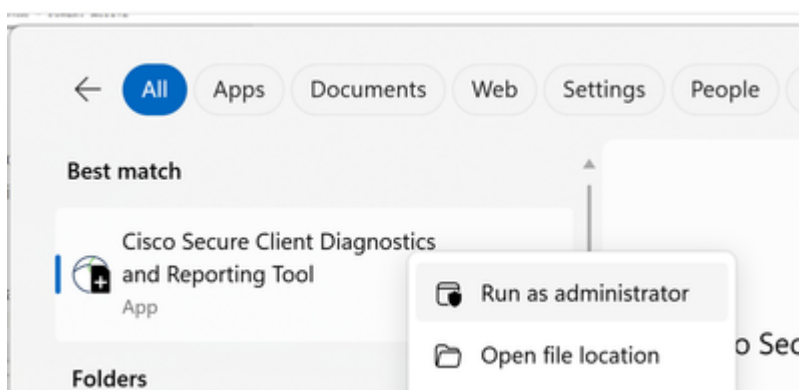 All Apps Documents Web Settings People
Best match
Cisco Secure Client Diagnostics
and Reporting Tool
App
Run as administrator
Open file location
o Sec
Folders